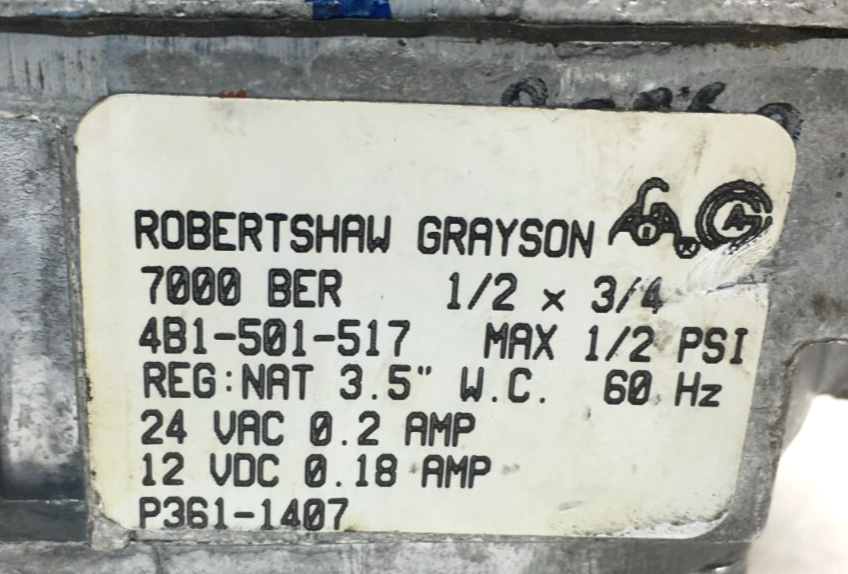 ROBERTSHAW GRAYSON
7000 BER 1/2 x 3/4
4B1-501-517 MAX 1/2 PSI
REG:NAT 3.5" W.C. 60 Hz
24 VAC 0.2 AMP
12 VDC 0.18 AMP
P361-1407